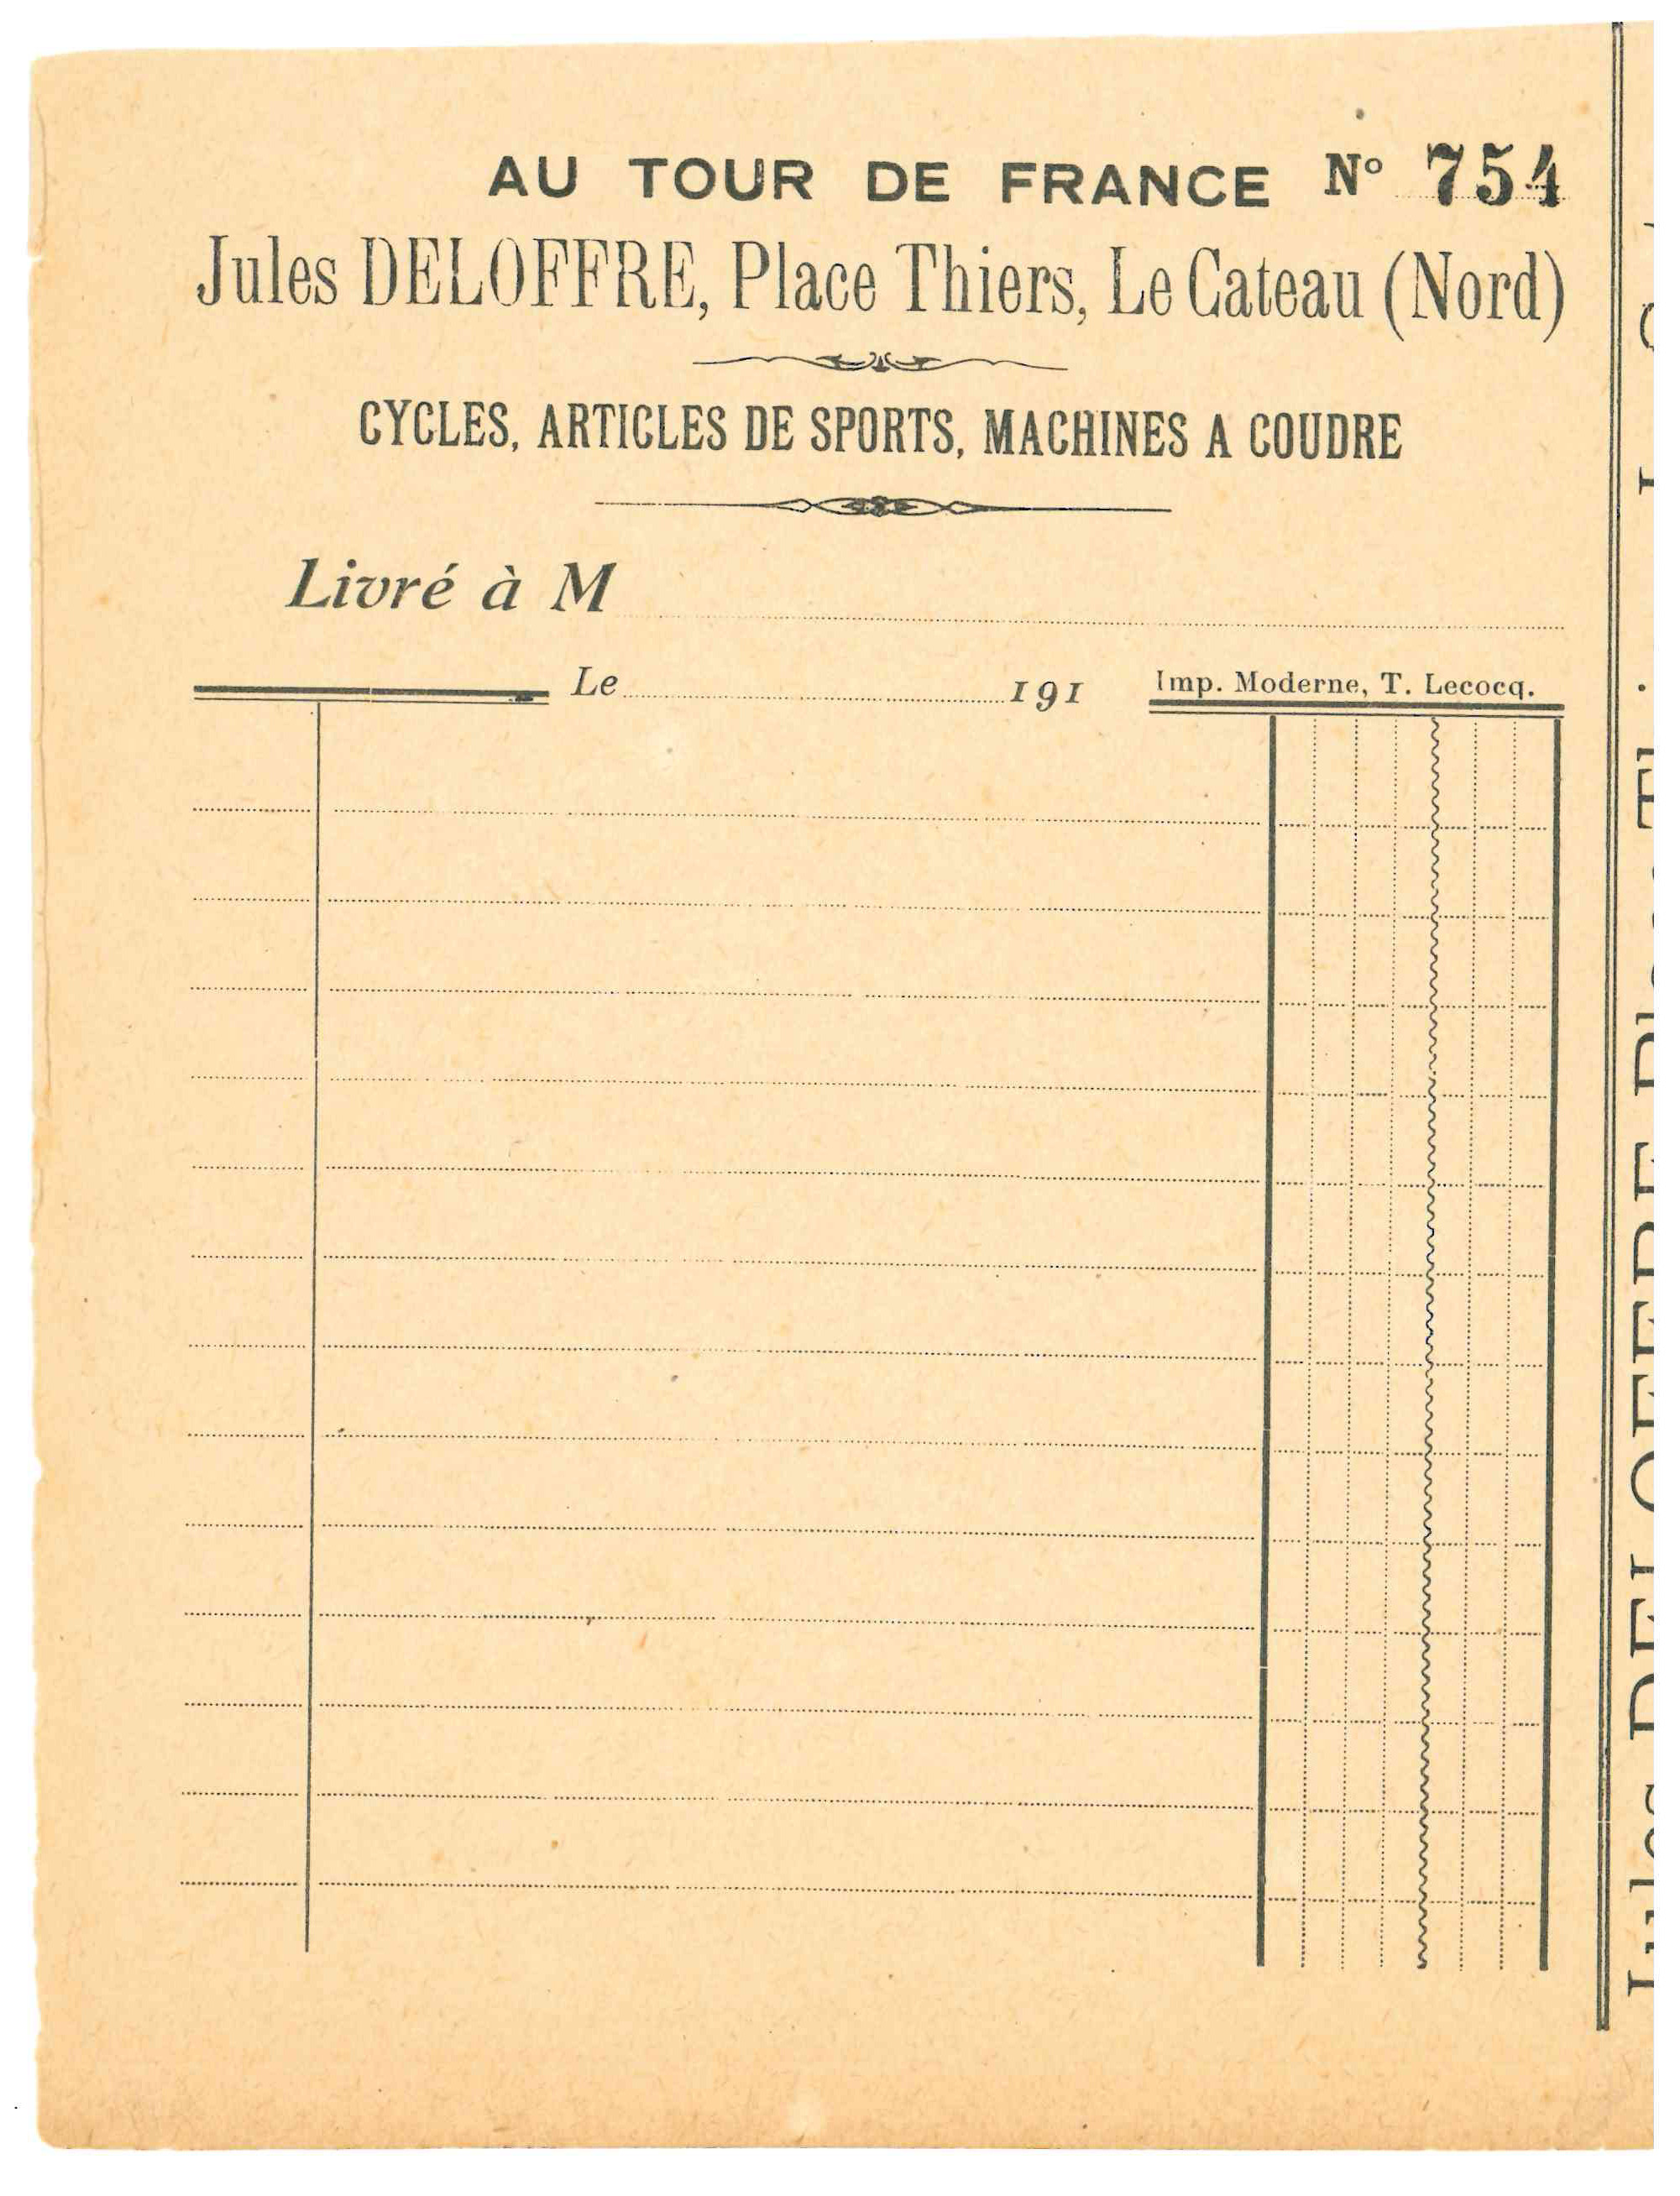 AU TOUR DE FRANCE N° 754
Jules DELOFFRE, Place Thiers, Le Cateau (Nord)
CYCLES, ARTICLES DE SPORTS, MACHINES A COUDRE
Livré à M
Le 191
Imp. Moderne, T. Lecocq.